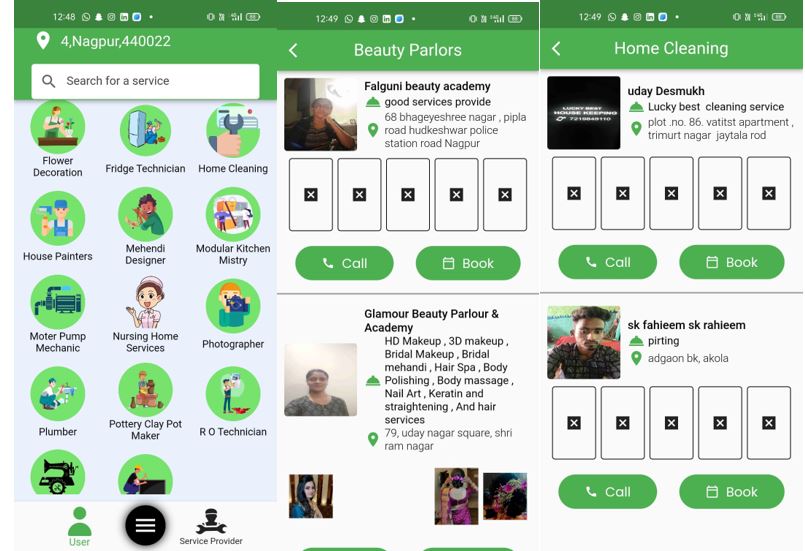 12:48
4,Nagpur,440022
Search for a service
Flower
Decoration
Fridge Technician
Home Cleaning
House Painters
Mehendi
Designer
Modular Kitchen
Mistry
Moter Pump
Mechanic
Nursing Home
Services
Photographer
Plumber
Pottery Clay Pot
Maker
R O Technician
User
Service Provider
12:49
Beauty Parlors
Falguni beauty academy
good services provide
68 bhageyeshree nagar , pipla
road hudkeshwar police
station road Nagpur
Call
Book
Glamour Beauty Parlour &
Academy
HD Makeup , 3D makeup ,
Bridal Makeup , Bridal
mehandi , Hair Spa , Body
Polishing , Body massage ,
Nail Art , Keratin and
straightening , And hair
services
79, uday nagar square, shri
ram nagar
12:49
Home Cleaning
LUCKY BEST
HOUSE KEEPING
uday Desmukh
Lucky best cleaning service
plot .no. 86. vatitst apartment ,
trimurt nagar jaytala rod
Call
Book
sk fahieem sk raheem
pirting
adgaon bk, akola
Call
Book